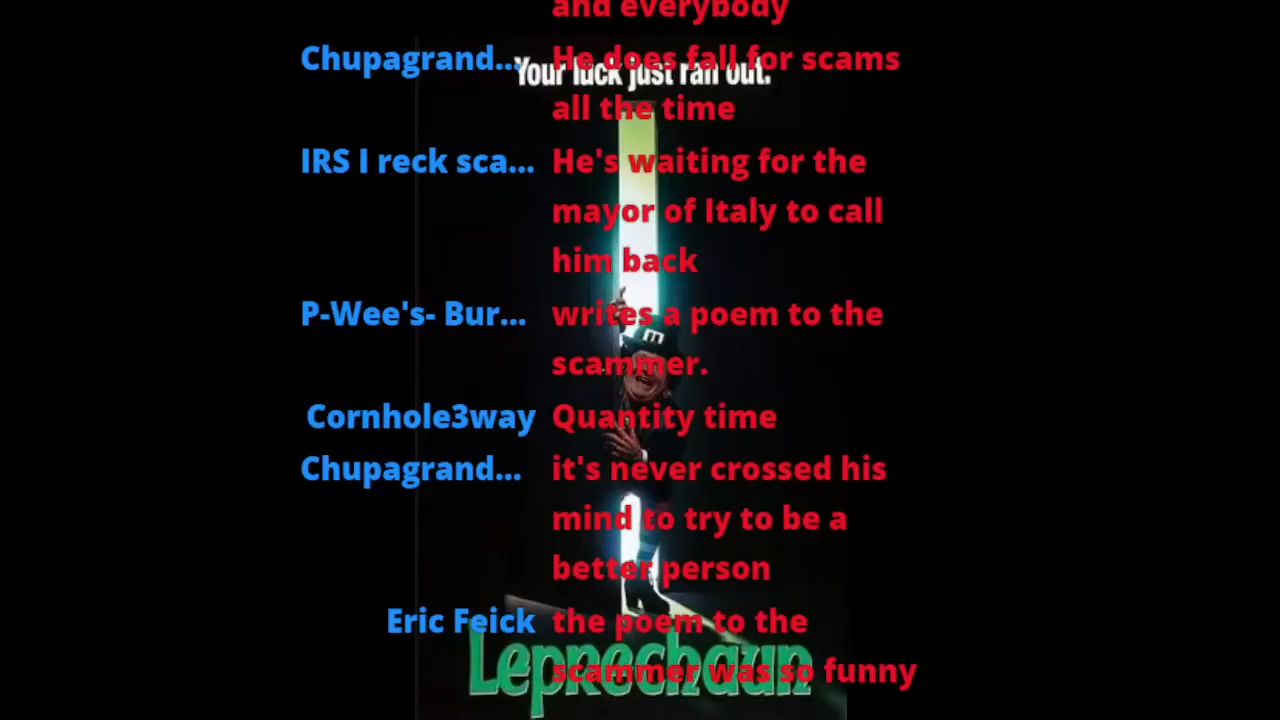 and everybody
Chupagrand... He does fall for scams
Your luck just ran out.
all the time
IRS I reck sca... He's waiting for the
mayor of Italy to call
him back
P-Wee's- Bur... writes a poem to the
scammer.
Cornhole3way Quantity time
Chupagrand... it's never crossed his
mind to try to be a
better person
Eric Feick the poem to the
scammer was so funny
Leprechaun